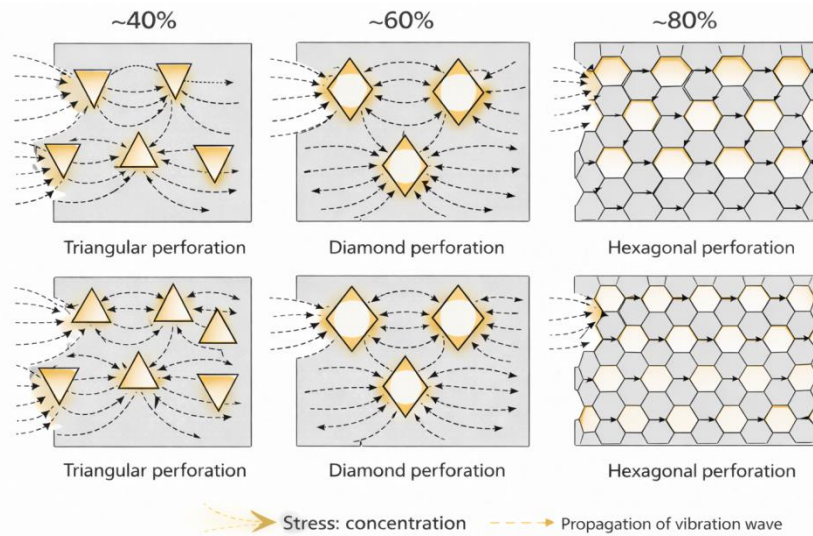 ~40%
~60%
~80%
Triangular perforation
Diamond perforation
Hexagonal perforation
Triangular perforation
Diamond perforation
Hexagonal perforation
Stress: concentration
Propagation of vibration wave